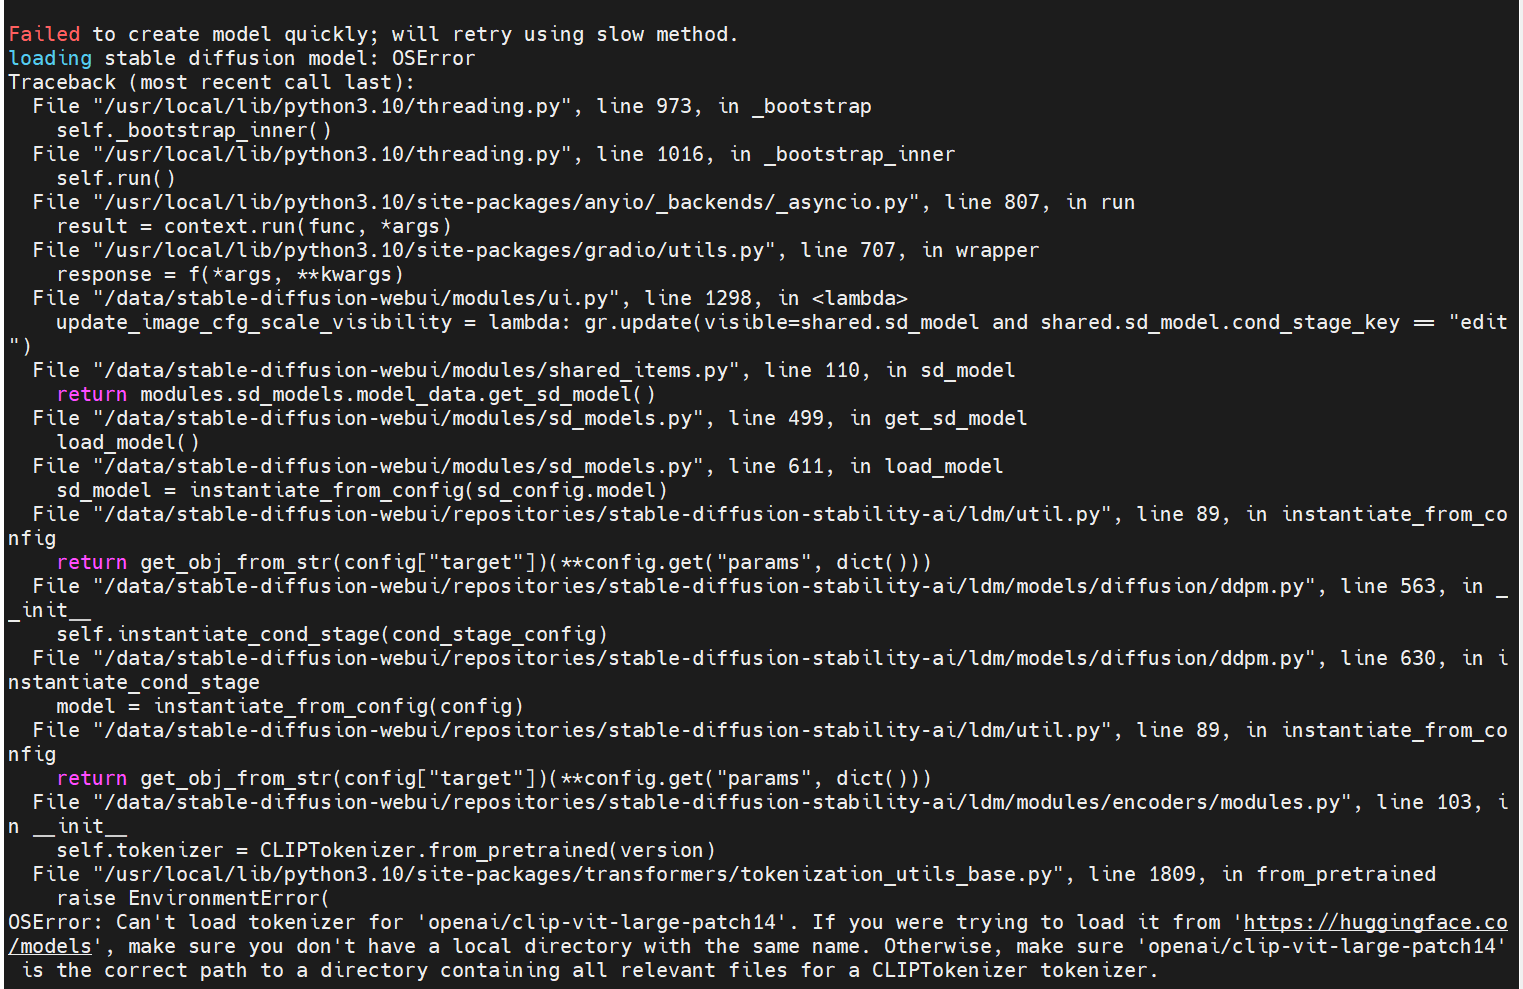 Failed to create model quickly; will retry using slow method.
loading stable diffusion model: OSError
Traceback (most recent call last):
  File "/usr/local/lib/python3.10/threading.py", line 973, in _bootstrap
    self._bootstrap_inner()
  File "/usr/local/lib/python3.10/threading.py", line 1016, in _bootstrap_inner
    self.run()
  File "/usr/local/lib/python3.10/site-packages/anyio/_backends/_asyncio.py", line 807, in run
    result = context.run(func, *args)
  File "/usr/local/lib/python3.10/site-packages/gradio/utils.py", line 707, in wrapper
    response = f(*args, **kwargs)
  File "/data/stable-diffusion-webui/modules/ui.py", line 1298, in <lambda>
    update_image_cfg_scale_visibility = lambda: gr.update(visible=shared.sd_model and shared.sd_model.cond_stage_key == "edit
")
  File "/data/stable-diffusion-webui/modules/shared_items.py", line 110, in sd_model
    return modules.sd_models.model_data.get_sd_model()
  File "/data/stable-diffusion-webui/modules/sd_models.py", line 499, in get_sd_model
    load_model()
  File "/data/stable-diffusion-webui/modules/sd_models.py", line 611, in load_model
    sd_model = instantiate_from_config(sd_config.model)
  File "/data/stable-diffusion-webui/repositories/stable-diffusion-stability-ai/ldm/util.py", line 89, in instantiate_from_co
nfig
    return get_obj_from_str(config["target"])(**config.get("params", dict()))
  File "/data/stable-diffusion-webui/repositories/stable-diffusion-stability-ai/ldm/models/diffusion/ddpm.py", line 563, in _
_init__
    self.instantiate_cond_stage(cond_stage_config)
  File "/data/stable-diffusion-webui/repositories/stable-diffusion-stability-ai/ldm/models/diffusion/ddpm.py", line 630, in i
nstantiate_cond_stage
    model = instantiate_from_config(config)
  File "/data/stable-diffusion-webui/repositories/stable-diffusion-stability-ai/ldm/util.py", line 89, in instantiate_from_co
nfig
    return get_obj_from_str(config["target"])(**config.get("params", dict()))
  File "/data/stable-diffusion-webui/repositories/stable-diffusion-stability-ai/ldm/modules/encoders/modules.py", line 103, i
n __init__
    self.tokenizer = CLIPTokenizer.from_pretrained(version)
  File "/usr/local/lib/python3.10/site-packages/transformers/tokenization_utils_base.py", line 1809, in from_pretrained
    raise EnvironmentError(
OSError: Can't load tokenizer for 'openai/clip-vit-large-patch14'. If you were trying to load it from 'https://huggingface.co
/models', make sure you don't have a local directory with the same name. Otherwise, make sure 'openai/clip-vit-large-patch14'
 is the correct path to a directory containing all relevant files for a CLIPTokenizer tokenizer.